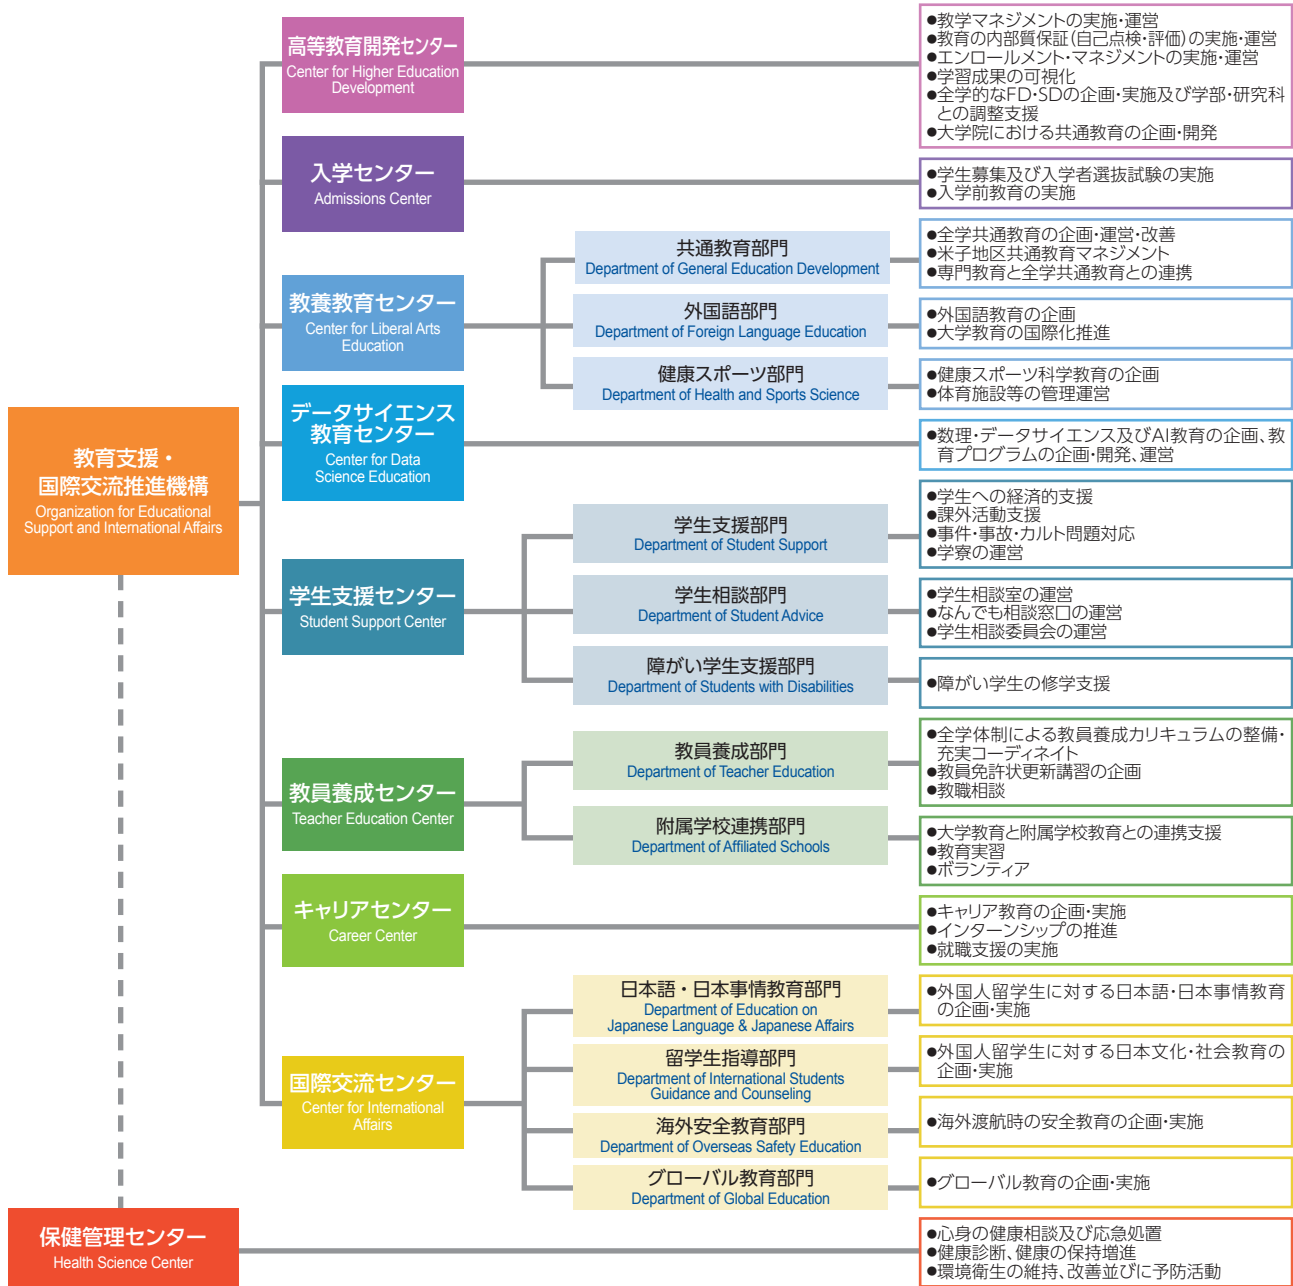 高等教育開発センター
Center for Higher Education
Development
●教学マネジメントの実施・運営
●教育の内部質保証(自己点検・評価)の実施・運営
●エンロールメント・マネジメントの実施・運営
●学習成果の可視化
●全学的なFD・SDの企画・実施及び学部・研究科
との調整支援
●大学院における共通教育の企画・開発
入学センター
Admissions Center
●学生募集及び入学者選抜試験の実施
●入学前教育の実施
教養教育センター
Center for Liberal Arts
Education
共通教育部門
Department of General Education Development
●全学共通教育の企画・運営・改善
●米子地区共通教育マネジメント
●専門教育と全学共通教育との連携
外国語部門
Department of Foreign Language Education
●外国語教育の企画
●大学教育の国際化推進
健康スポーツ部門
Department of Health and Sports Science
●健康スポーツ科学教育の企画
●体育施設等の管理運営
データサイエンス
教育センター
Center for Data
Science Education
●数理・データサイエンス及びAI教育の企画、教
育プログラムの企画・開発、運営
教育支援・
国際交流推進機構
Organization for Educational
Support and International Affairs
学生支援センター
Student Support Center
学生支援部門
Department of Student Support
●学生への経済的支援
●課外活動支援
●事件・事故・カルト問題対応
●学寮の運営
学生相談部門
Department of Student Advice
●学生相談室の運営
●なんでも相談窓口の運営
●学生相談委員会の運営
障がい学生支援部門
Department of Students with Disabilities
●障がい学生の修学支援
教員養成センター
Teacher Education Center
教員養成部門
Department of Teacher Education
●全学体制による教員養成カリキュラムの整備・
充実コーディネイト
●教員免許状更新講習の企画
●教職相談
附属学校連携部門
Department of Affiliated Schools
●大学教育と附属学校教育との連携支援
●教育実習
●ボランティア
キャリアセンター
Career Center
●キャリア教育の企画・実施
●インターンシップの推進
●就職支援の実施
国際交流センター
Center for International
Affairs
日本語・日本事情教育部門
Department of Education on
Japanese Language & Japanese Affairs
●外国人留学生に対する日本語・日本事情教育
の企画・実施
留学生指導部門
Department of International Students
Guidance and Counseling
●外国人留学生に対する日本文化・社会教育の
企画・実施
海外安全教育部門
Department of Overseas Safety Education
●海外渡航時の安全教育の企画・実施
グローバル教育部門
Department of Global Education
●グローバル教育の企画・実施
保健管理センター
Health Science Center
●心身の健康相談及び応急処置
●健康診断、健康の保持増進
●環境衛生の維持、改善並びに予防活動